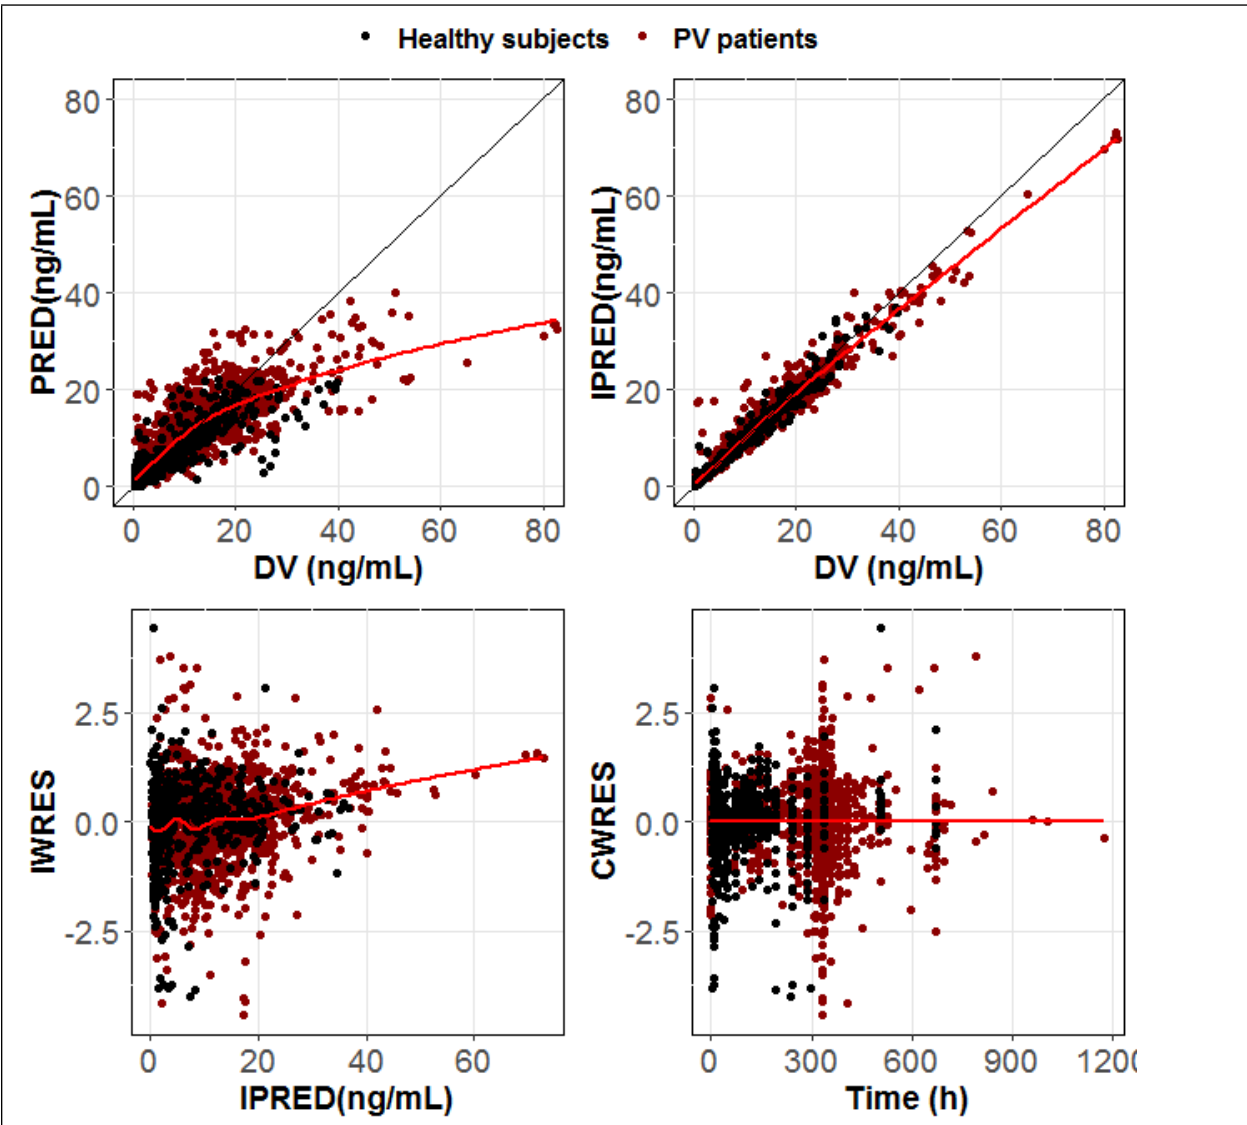 Healthy subjects PV patients
80
60
40
20
0
PRED(ng/mL)
0 20 40 60 80
DV (ng/mL)
80
60
40
20
0
IPRED(ng/mL)
0 20 40 60 80
DV (ng/mL)
2.5
0.0
-2.5
IWRES
0 20 40 60
IPRED(ng/mL)
2.5
0.0
-2.5
CWRES
0 300 600 900 120
Time (h)